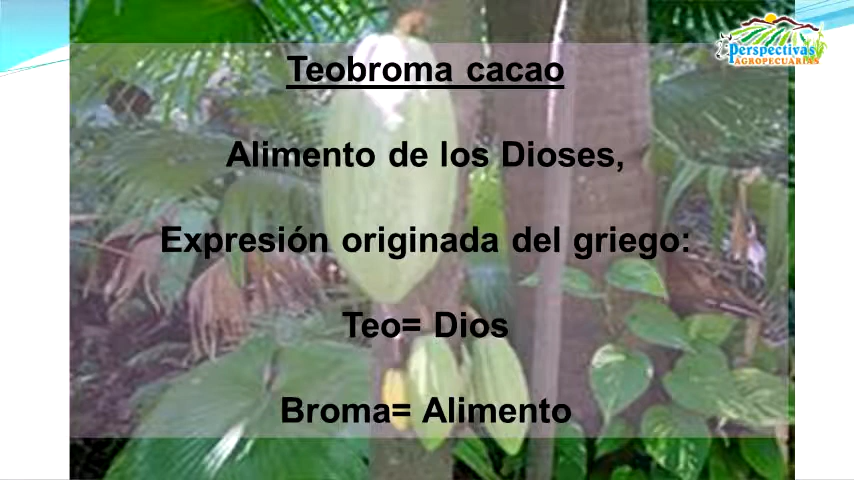 Perspectivas
AGROPECUARIAS
Teobroma cacao
Alimento de los Dioses,
Expresión originada del griego:
Teo= Dios
Broma= Alimento